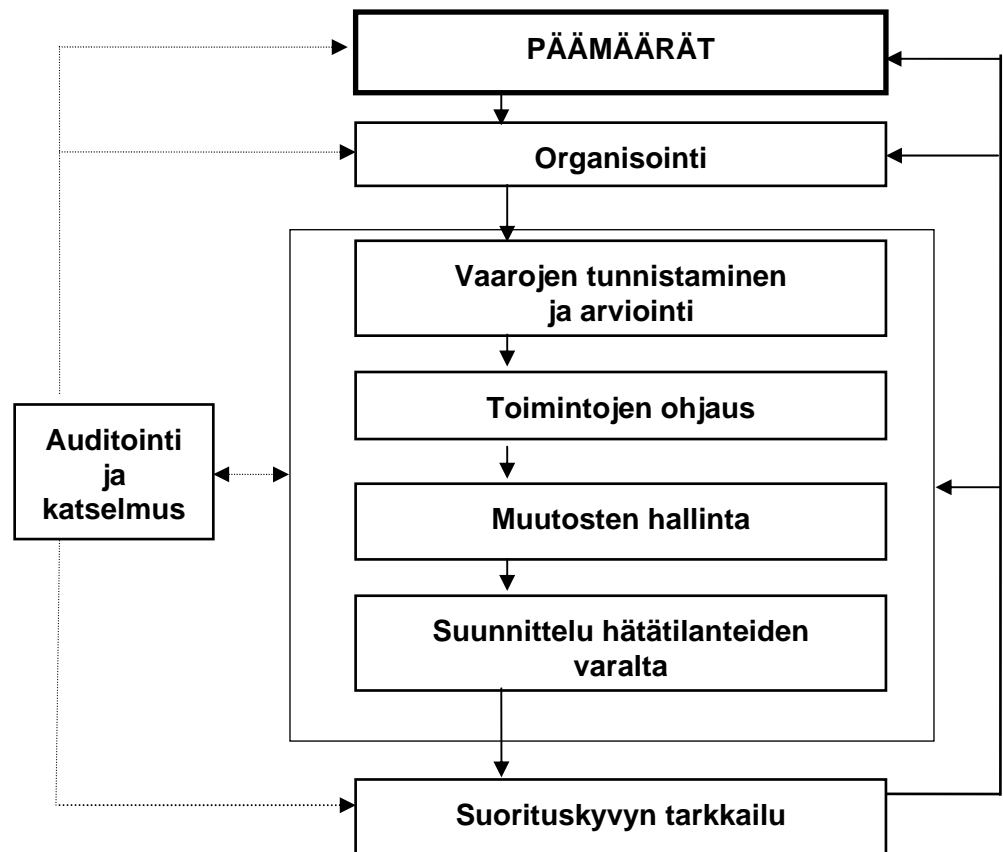 PÄÄMÄÄRÄT
Organisointi
Vaarojen tunnistaminen
ja arviointi
Toimintojen ohjaus
Auditointi
ja
katselmus
Muutosten hallinta
Suunnittelu hätätilanteiden
varalta
Suorituskyvyn tarkkailu